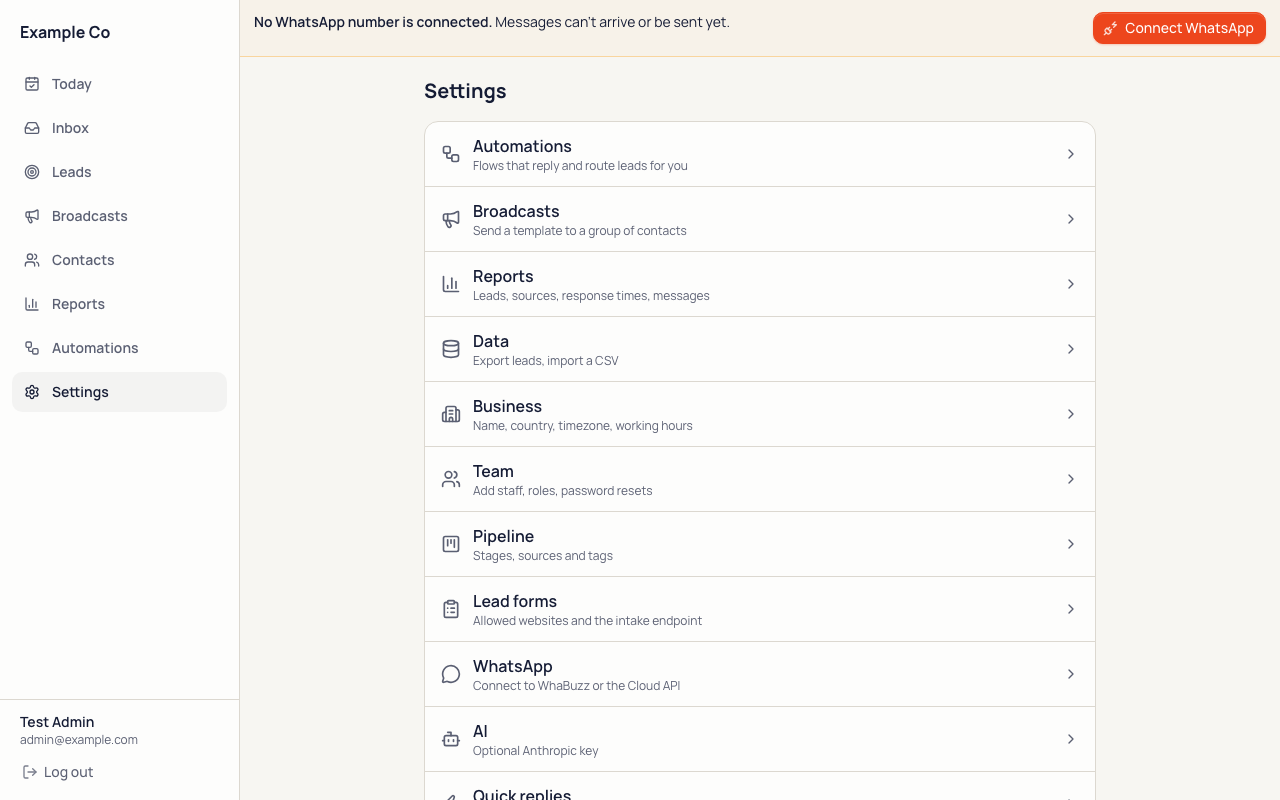 Example Co
Today
Inbox
Leads
Broadcasts
Contacts
Reports
Automations
Settings
Test Admin
admin@example.com
Log out
No WhatsApp number is connected. Messages can't arrive or be sent yet.
Connect WhatsApp
Settings
Automations
Flows that reply and route leads for you
Broadcasts
Send a template to a group of contacts
Reports
Leads, sources, response times, messages
Data
Export leads, import a CSV
Business
Name, country, timezone, working hours
Team
Add staff, roles, password resets
Pipeline
Stages, sources and tags
Lead forms
Allowed websites and the intake endpoint
WhatsApp
Connect to WhaBuzz or the Cloud API
AI
Optional Anthropic key
Quick replies